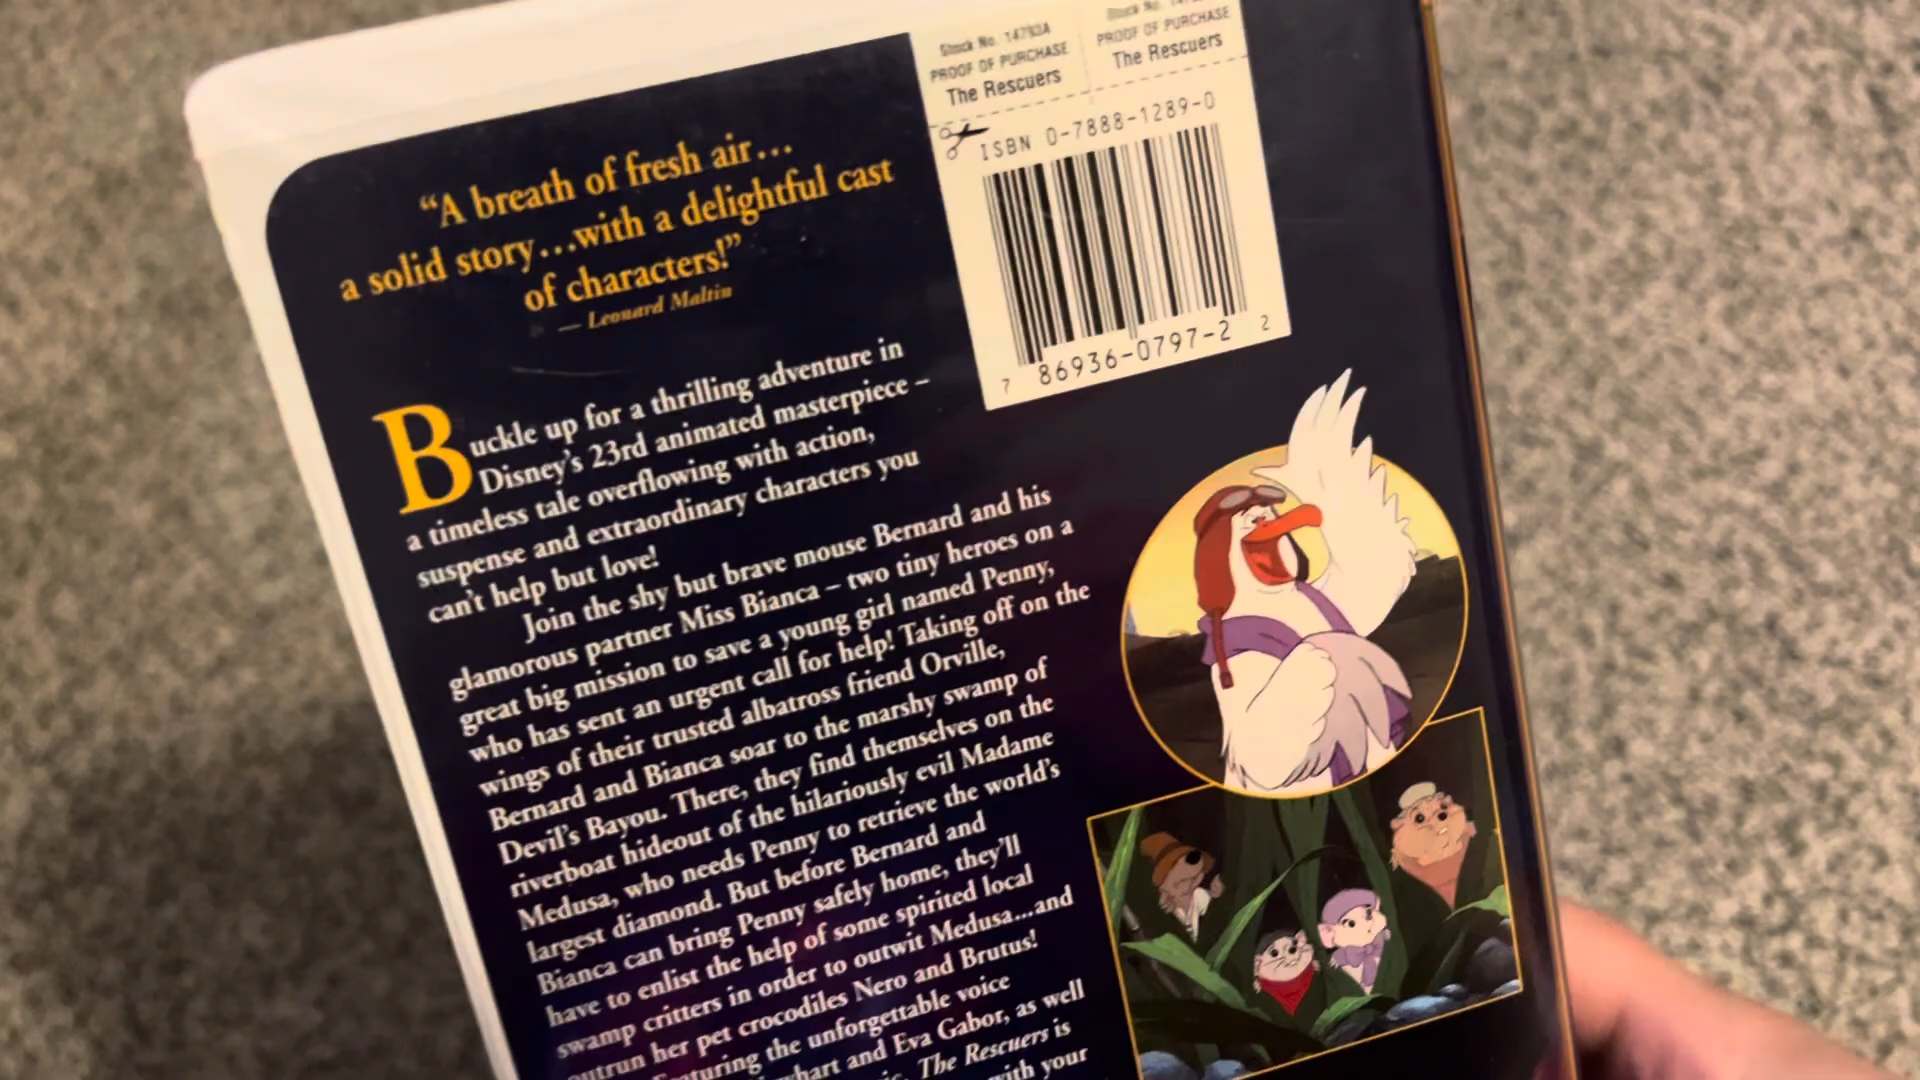 Stock No. 14793A
PROOF OF PURCHASE
The Rescuers
Stock No.
PROOF OF PURCHASE
The Rescuers
ISBN 0-7888-1289-0
7 86936-0797-2 2
“A breath of fresh air...
a solid story...with a delightful cast
of characters!”
— Leonard Maltin
Buckle up for a thrilling adventure in
Disney's 23rd animated masterpiece –
a timeless tale overflowing with action,
suspense and extraordinary characters you
can't help but love!
Join the shy but brave mouse Bernard and his
glamorous partner Miss Bianca – two tiny heroes on a
great big mission to save a young girl named Penny,
who has sent an urgent call for help! Taking off on the
wings of their trusted albatross friend Orville,
Bernard and Bianca soar to the marshy swamp of
Devil's Bayou. There, they find themselves on the
riverboat hideout of the hilariously evil Madame
Medusa, who needs Penny to retrieve the world's
largest diamond. But before Bernard and
Bianca can bring Penny safely home, they'll
have to enlist the help of some spirited local
swamp critters in order to outwit Medusa...and
outrun her pet crocodiles Nero and Brutus!
Featuring the unforgettable voice
and Eva Gabor, as well
The Rescuers is
with your